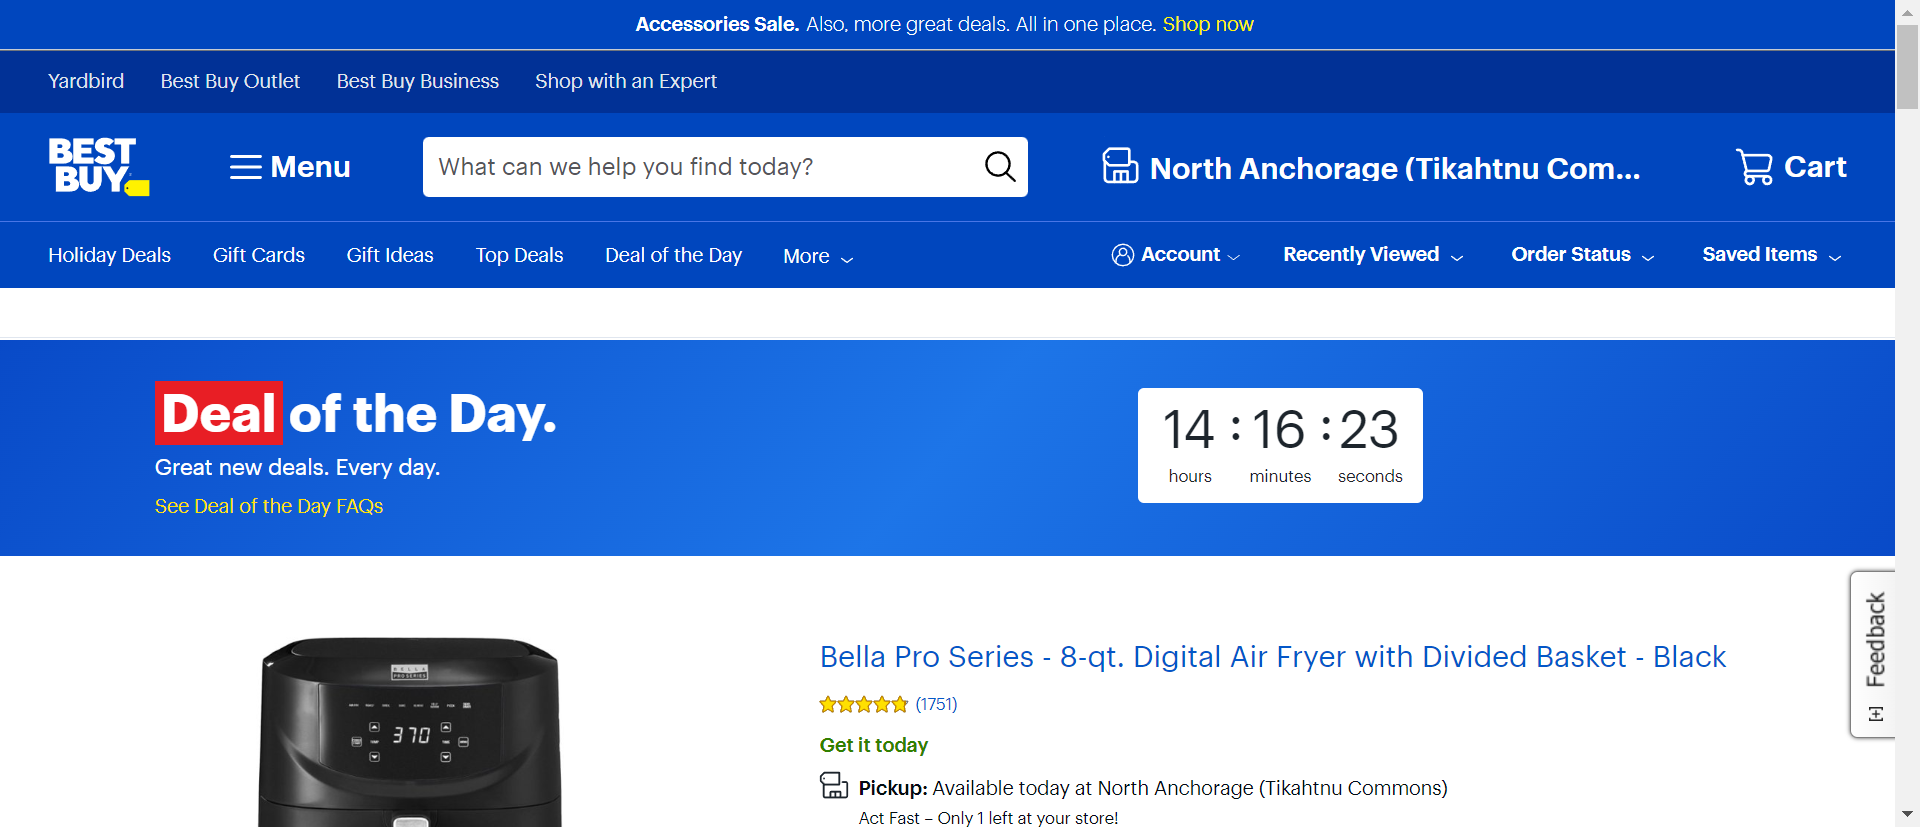 Accessories Sale. Also, more great deals. All in one place. Shop now
Yardbird Best Buy Outlet Best Buy Business Shop with an Expert
BEST BUY
Menu
What can we help you find today?
North Anchorage (Tikahtnu Com...
Cart
Holiday Deals Gift Cards Gift Ideas Top Deals Deal of the Day More
Account Recently Viewed Order Status Saved Items
Deal of the Day.
Great new deals. Every day.
See Deal of the Day FAQs
14 : 16 : 23
hours minutes seconds
BELLA
PRO SERIES
370
Bella Pro Series - 8-qt. Digital Air Fryer with Divided Basket - Black
(1751)
Get it today
Pickup: Available today at North Anchorage (Tikahtnu Commons)
Act Fast – Only 1 left at your store!
[+] Feedback